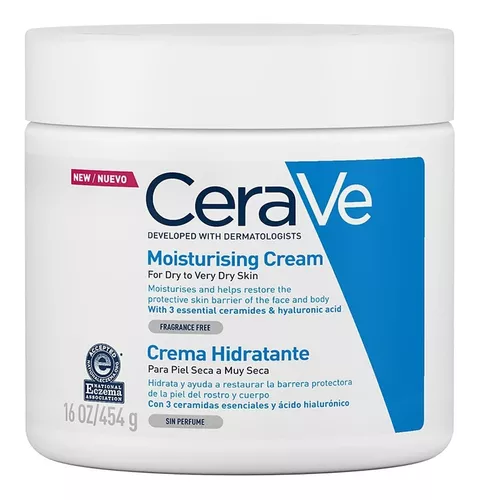 NEW / NUEVO
CeraVe
DEVELOPED WITH DERMATOLOGISTS
Moisturising Cream
For Dry to Very Dry Skin
Moisturises and helps restore the
protective skin barrier of the face and body
With 3 essential ceramides & hyaluronic acid
FRAGRANCE FREE
Crema Hidratante
Para Piel Seca a Muy Seca
Hidrata y ayuda a restaurar la barrera protectora
de la piel del rostro y cuerpo
Con 3 ceramidas esenciales y ácido hialurónico
SIN PERFUME
ACCEPTED
e
NATIONAL
Eczema
ASSOCIATION
16 OZ/454 g